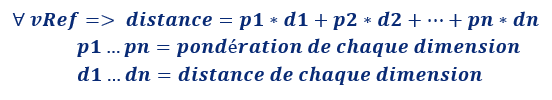 ∀ vRef => distance = p1 * d1 + p2 * d2 + ⋯ + pn * dn
p1 … pn = pondération de chaque dimension
d1 … dn = distance de chaque dimension